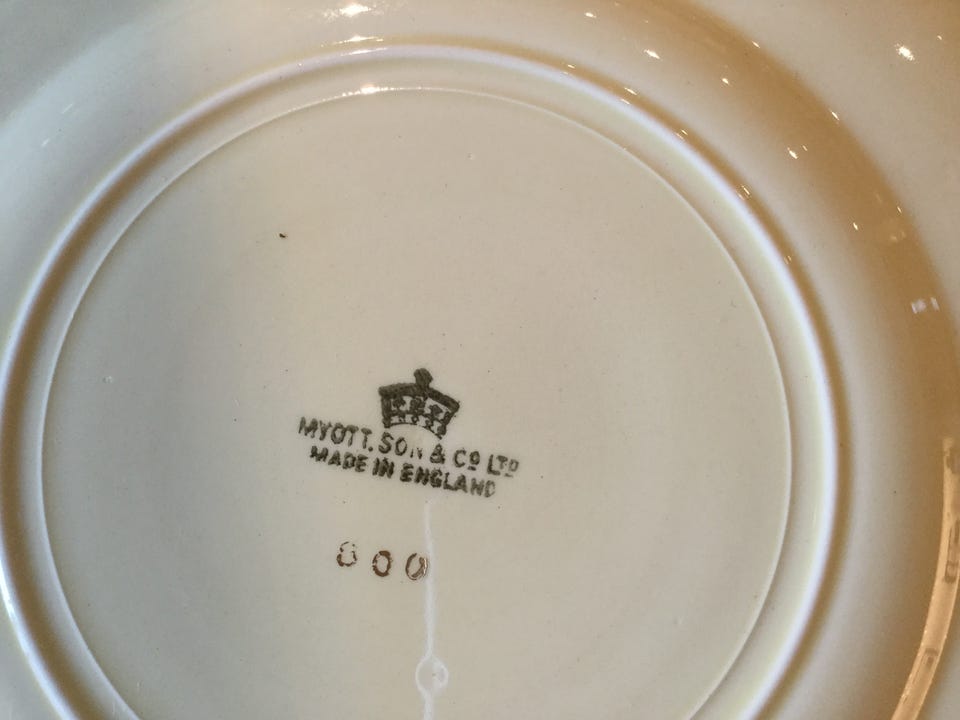 MYOTT. SON & Cº LTD
MADE IN ENGLAND
800